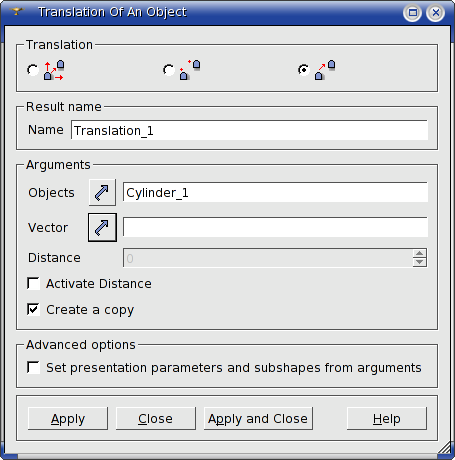 Translation Of An Object
Translation
Result name
Name Translation_1
Arguments
Objects Cylinder_1
Vector
Distance 0
Activate Distance
Create a copy
Advanced options
Set presentation parameters and subshapes from arguments
Apply Close Apply and Close Help